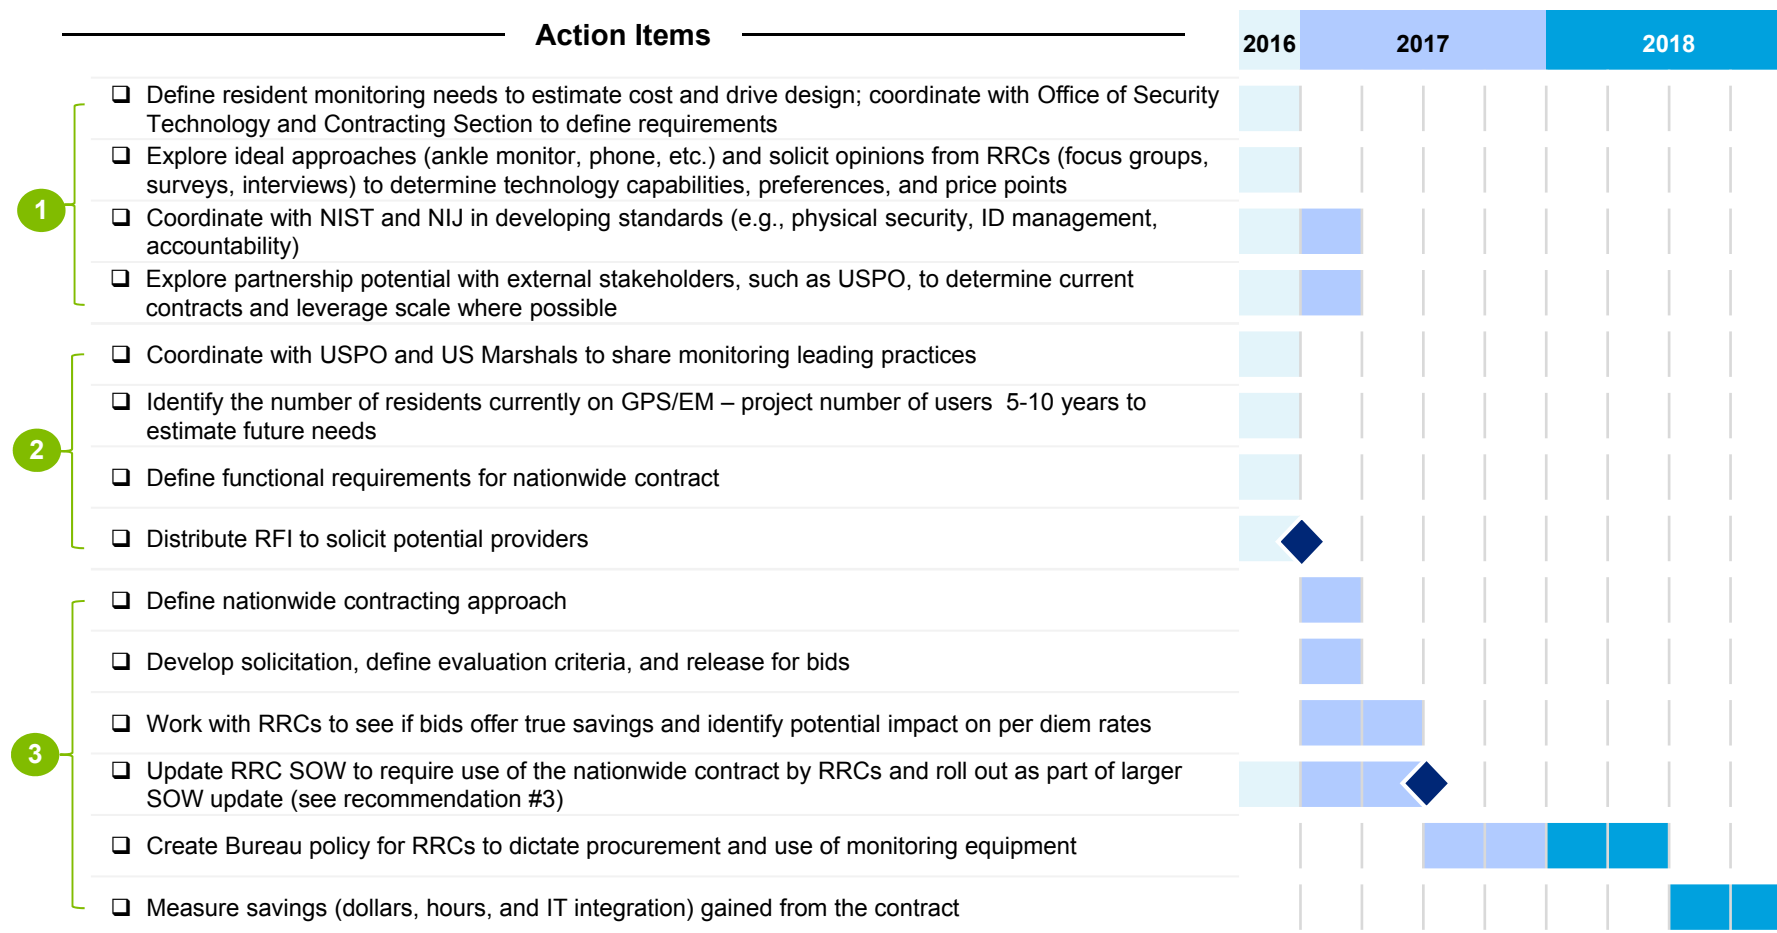 Action Items
2016
2017
2018
1
❑ Define resident monitoring needs to estimate cost and drive design; coordinate with Office of Security
Technology and Contracting Section to define requirements
❑ Explore ideal approaches (ankle monitor, phone, etc.) and solicit opinions from RRCs (focus groups,
surveys, interviews) to determine technology capabilities, preferences, and price points
❑ Coordinate with NIST and NIJ in developing standards (e.g., physical security, ID management,
accountability)
❑ Explore partnership potential with external stakeholders, such as USPO, to determine current
contracts and leverage scale where possible
2
❑ Coordinate with USPO and US Marshals to share monitoring leading practices
❑ Identify the number of residents currently on GPS/EM – project number of users 5-10 years to
estimate future needs
❑ Define functional requirements for nationwide contract
❑ Distribute RFI to solicit potential providers
3
❑ Define nationwide contracting approach
❑ Develop solicitation, define evaluation criteria, and release for bids
❑ Work with RRCs to see if bids offer true savings and identify potential impact on per diem rates
❑ Update RRC SOW to require use of the nationwide contract by RRCs and roll out as part of larger
SOW update (see recommendation #3)
❑ Create Bureau policy for RRCs to dictate procurement and use of monitoring equipment
❑ Measure savings (dollars, hours, and IT integration) gained from the contract